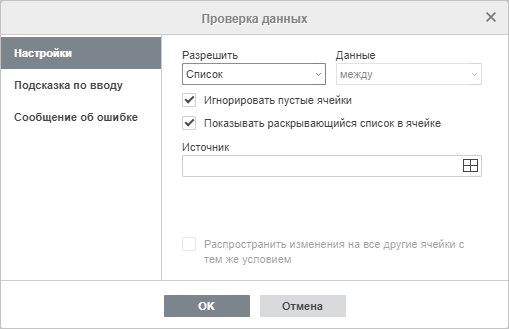 Проверка данных
Настройки
Подсказка по вводу
Сообщение об ошибке
Разрешить
Данные
Список
между
Игнорировать пустые ячейки
Показывать раскрывающийся список в ячейке
Источник
Распространить изменения на все другие ячейки с
тем же условием
OK
Отмена